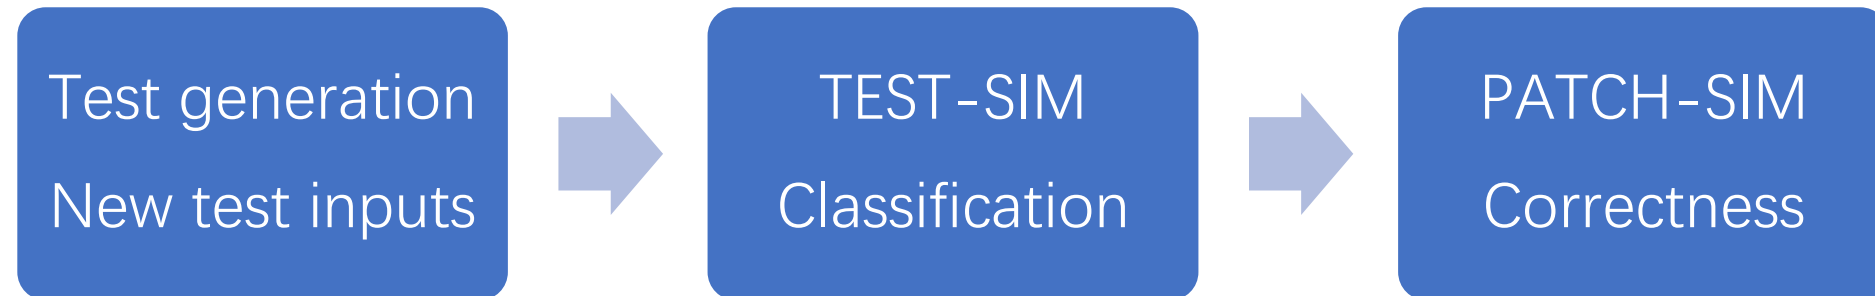 Test generation
New test inputs
TEST-SIM
Classification
PATCH-SIM
Correctness